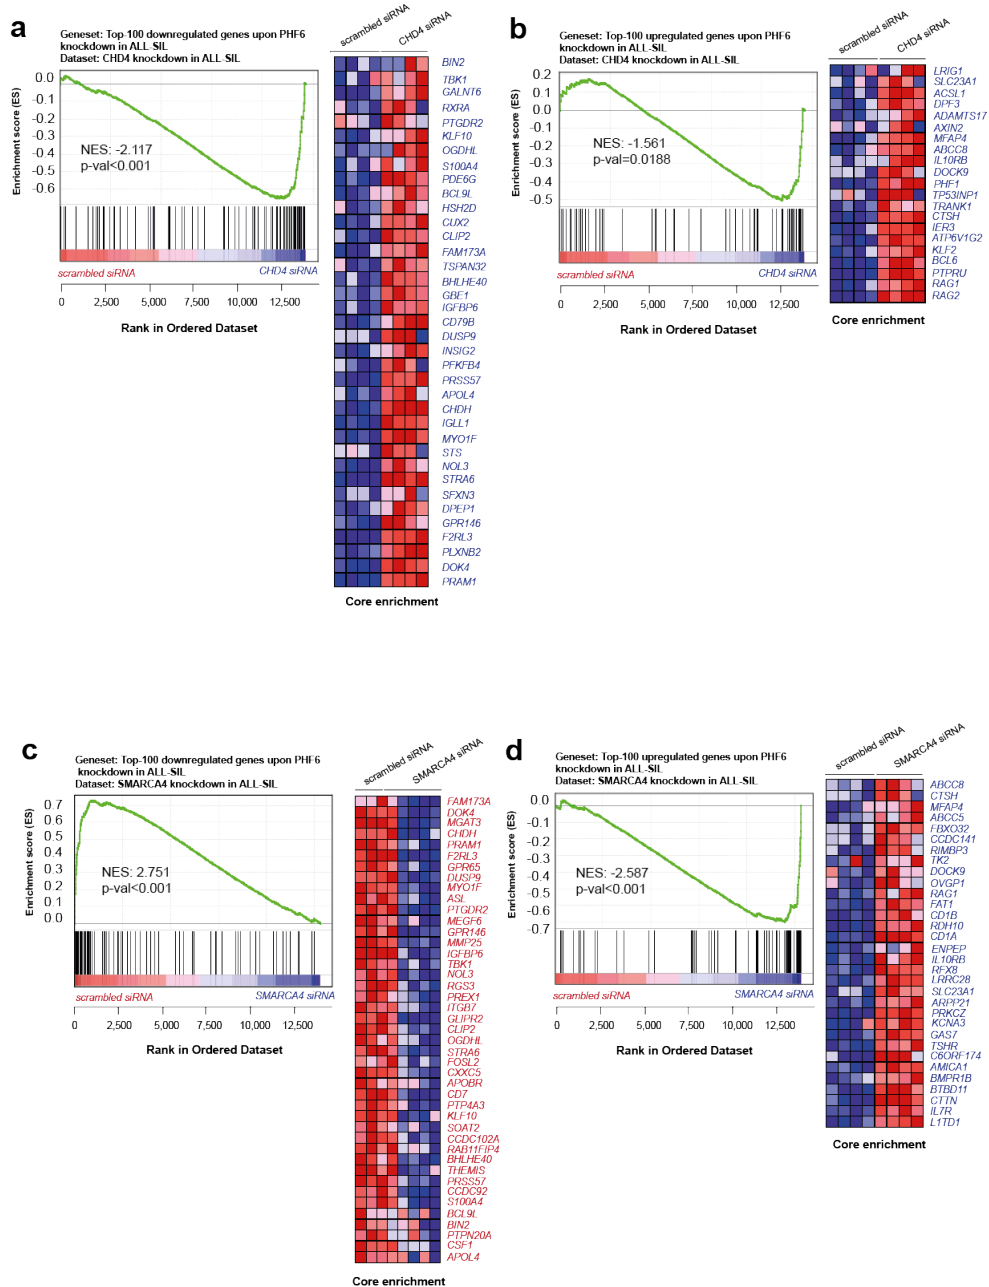 a
Geneset: Top-100 downregulated genes upon PHF6
knockdown in ALL-SIL
Dataset: CHD4 knockdown in ALL-SIL
scrambled siRNA
CHD4 siRNA
Enrichment score (ES)
0.0
-0.1
-0.2
-0.3
-0.4
-0.5
-0.6
NES: -2.117
p-val<0.001
scrambled siRNA
CHD4 siRNA
0
2,500
5,000
7,500
10,000
12,500
Rank in Ordered Dataset
BIN2
TBK1
GALNT6
RXRA
PTGDR2
KLF10
OGDHL
S100A4
PDE6G
BCL9L
HSH2D
CUX2
CLIP2
FAM173A
TSPAN32
BHLHE40
GBE1
IGFBP6
CD79B
DUSP9
INSIG2
PFKFB4
PRSS57
APOL4
CHDH
IGLL1
MYO1F
STS
NOL3
STRA6
SFXN3
DPEP1
GPR146
F2RL3
PLXNB2
DOK4
PRAM1
Core enrichment
b
Geneset: Top-100 upregulated genes upon PHF6
knockdown in ALL-SIL
Dataset: CHD4 knockdown in ALL-SIL
scrambled siRNA
CHD4 siRNA
Enrichment score (ES)
0.2
0.1
0.0
-0.1
-0.2
-0.3
-0.4
-0.5
NES: -1.561
p-val=0.0188
scrambled siRNA
CHD4 siRNA
0
2,500
5,000
7,500
10,000
12,500
Rank in Ordered Dataset
LRIG1
SLC23A1
ACSL1
DPF3
ADAMTS17
AXIN2
MFAP4
ABCC8
IL10RB
DOCK9
PHF1
TP53INP1
TRANK1
CTSH
IER3
ATP6V1G2
KLF2
BCL6
PTPRU
RAG1
RAG2
Core enrichment
c
Geneset: Top-100 downregulated genes upon PHF6
knockdown in ALL-SIL
Dataset: SMARCA4 knockdown in ALL-SIL
scrambled siRNA
SMARCA4 siRNA
Enrichment score (ES)
0.7
0.6
0.5
0.4
0.3
0.2
0.1
0.0
NES: 2.751
p-val<0.001
scrambled siRNA
SMARCA4 siRNA
0
2,500
5,000
7,500
10,000
12,500
Rank in Ordered Dataset
FAM173A
DOK4
MGAT3
CHDH
PRAM1
F2RL3
GPR65
DUSP9
MYO1F
ASL
PTGDR2
MEGF6
GPR146
MMP25
IGFBP6
TBK1
NOL3
RGS3
PREX1
ITGB7
GLIPR2
CLIP2
OGDHL
STRA6
FOSL2
CXXC5
APOBR
CD7
PTP4A3
KLF10
SOAT2
CCDC102A
RAB11FIP4
BHLHE40
THEMIS
PRSS57
CCDC92
S100A4
BCL9L
BIN2
PTPN20A
CSF1
APOL4
Core enrichment
d
Geneset: Top-100 upregulated genes upon PHF6
knockdown in ALL-SIL
Dataset: SMARCA4 knockdown in ALL-SIL
scrambled siRNA
SMARCA4 siRNA
Enrichment score (ES)
0.0
-0.1
-0.2
-0.3
-0.4
-0.5
-0.6
-0.7
NES: -2.587
p-val<0.001
scrambled siRNA
SMARCA4 siRNA
0
2,500
5,000
7,500
10,000
12,500
Rank in Ordered Dataset
ABCC8
CTSH
MFAP4
ABCC5
FBXO32
CCDC141
RIMBP3
TK2
DOCK9
OVGP1
RAG1
FAT1
CD1B
RDH10
CD1A
ENPEP
IL10RB
RFX8
LRRC28
SLC23A1
ARPP21
PRKCZ
KCNA3
GAS7
TSHR
C6ORF174
AMICA1
BMPR1B
BTBD11
CTTN
IL7R
L1TD1
Core enrichment